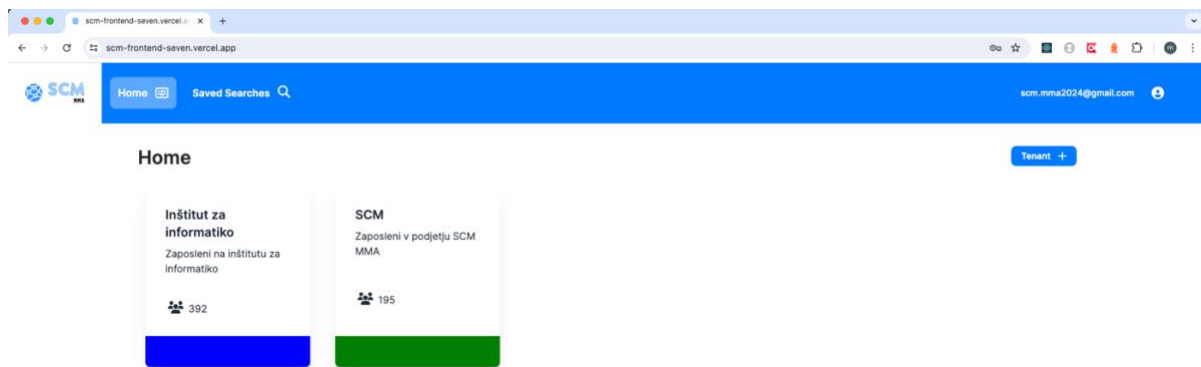 scm-frontend-seven.vercel.a
scm-frontend-seven.vercel.app
SCM
MMA
Home
Saved Searches
scm.mma2024@gmail.com
m
Home
Tenant +
Inštitut za
informatiko
Zaposleni na inštitutu za
informatiko
392
SCM
Zaposleni v podjetju SCM
MMA
195